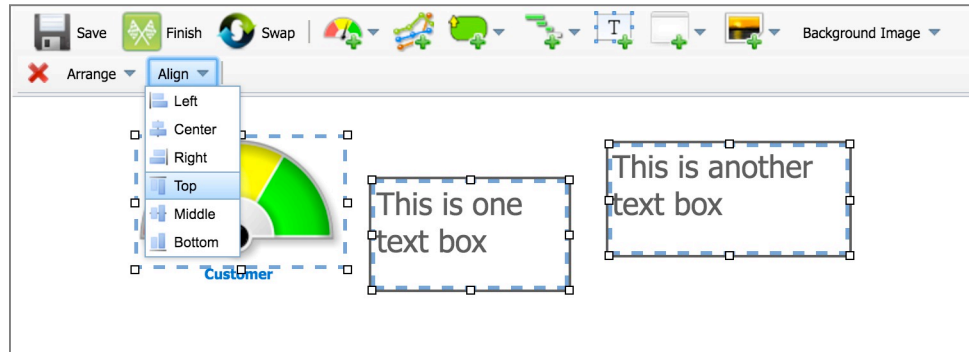 Save Finish Swap Background Image
Arrange Align
Left
Center
Right
Top
Middle
Bottom
T
Customer
This is one
text box
This is another
text box